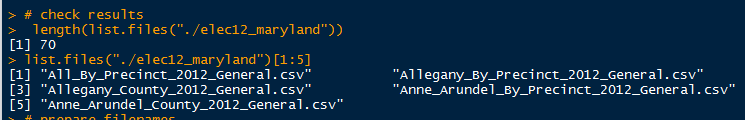 > # check results
>  length(list.files("./elec12_maryland"))
[1] 70
> list.files("./elec12_maryland")[1:5]
[1] "All_By_Precinct_2012_General.csv"          "Allegany_By_Precinct_2012_General.csv"
[3] "Allegany_County_2012_General.csv"          "Anne_Arundel_By_Precinct_2012_General.csv"
[5] "Anne_Arundel_County_2012_General.csv"
> # prepare filenames